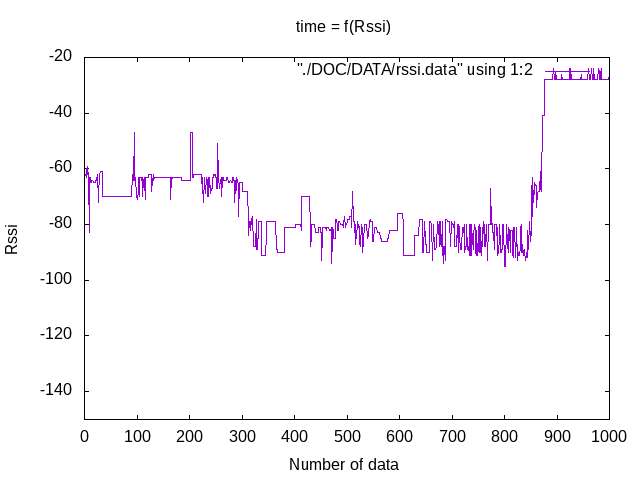 time = f(Rssi)
"./DOC/DATA/rssi.data" using 1:2
-20
-40
-60
-80
-100
-120
-140
Rssi
0 100 200 300 400 500 600 700 800 900 1000
Number of data